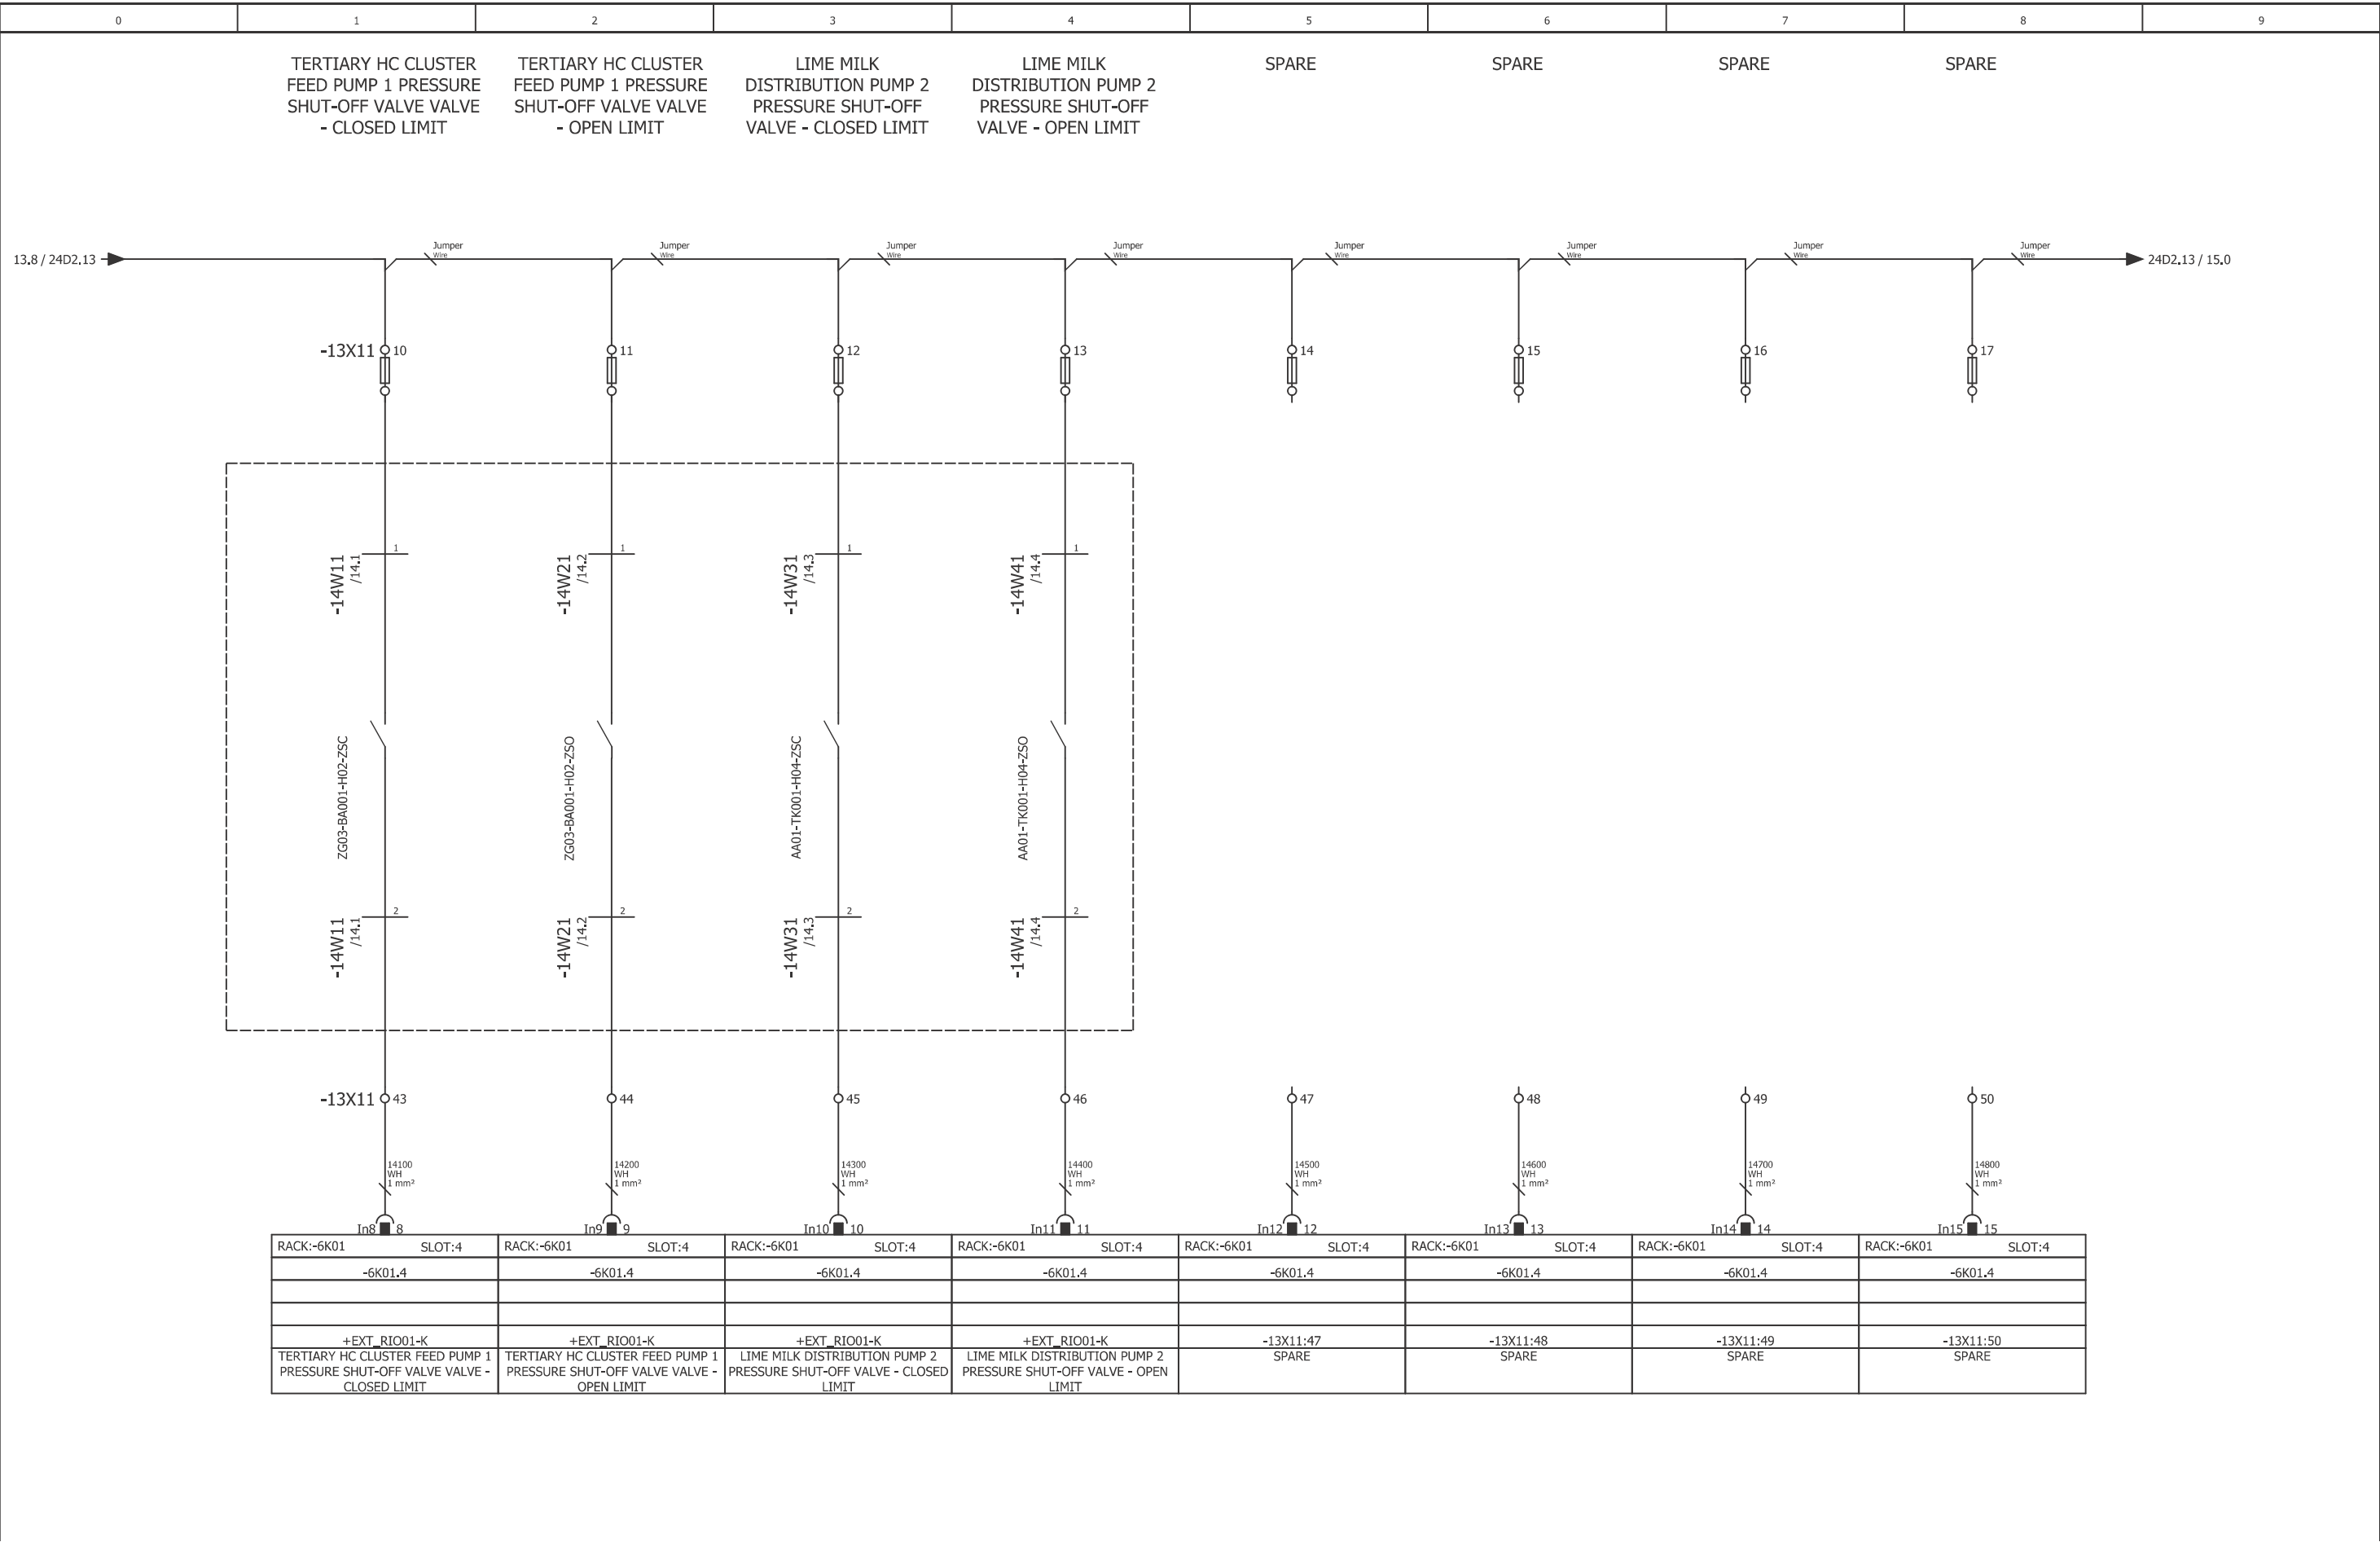 0 1 2 3 4 5 6 7 8 9
TERTIARY HC CLUSTER
FEED PUMP 1 PRESSURE
SHUT-OFF VALVE VALVE
- CLOSED LIMIT
TERTIARY HC CLUSTER
FEED PUMP 1 PRESSURE
SHUT-OFF VALVE VALVE
- OPEN LIMIT
LIME MILK
DISTRIBUTION PUMP 2
PRESSURE SHUT-OFF
VALVE - CLOSED LIMIT
LIME MILK
DISTRIBUTION PUMP 2
PRESSURE SHUT-OFF
VALVE - OPEN LIMIT
SPARE
SPARE
SPARE
SPARE
13.8 / 24D2.13
Jumper
Wire
Jumper
Wire
Jumper
Wire
Jumper
Wire
Jumper
Wire
Jumper
Wire
Jumper
Wire
Jumper
Wire
24D2.13 / 15.0
-13X11 10 11 12 13 14 15 16 17
-14W11
/14.1
1
-14W21
/14.2
1
-14W31
/14.3
1
-14W41
/14.4
1
ZG03-BA001-H02-ZSC
ZG03-BA001-H02-ZSO
AA01-TK001-H04-ZSC
AA01-TK001-H04-ZSO
-14W11
/14.1
2
-14W21
/14.2
2
-14W31
/14.3
2
-14W41
/14.4
2
-13X11 43 44 45 46 47 48 49 50
14100
WH
1 mm²
14200
WH
1 mm²
14300
WH
1 mm²
14400
WH
1 mm²
14500
WH
1 mm²
14600
WH
1 mm²
14700
WH
1 mm²
14800
WH
1 mm²
In8 8 In9 9 In10 10 In11 11 In12 12 In13 13 In14 14 In15 15
RACK:-6K01 SLOT:4 RACK:-6K01 SLOT:4 RACK:-6K01 SLOT:4 RACK:-6K01 SLOT:4 RACK:-6K01 SLOT:4 RACK:-6K01 SLOT:4 RACK:-6K01 SLOT:4 RACK:-6K01 SLOT:4
-6K01.4 -6K01.4 -6K01.4 -6K01.4 -6K01.4 -6K01.4 -6K01.4 -6K01.4
+EXT_RIO01-K +EXT_RIO01-K +EXT_RIO01-K +EXT_RIO01-K -13X11:47 -13X11:48 -13X11:49 -13X11:50
TERTIARY HC CLUSTER FEED PUMP 1
PRESSURE SHUT-OFF VALVE VALVE -
CLOSED LIMIT
TERTIARY HC CLUSTER FEED PUMP 1
PRESSURE SHUT-OFF VALVE VALVE -
OPEN LIMIT
LIME MILK DISTRIBUTION PUMP 2
PRESSURE SHUT-OFF VALVE - CLOSED
LIMIT
LIME MILK DISTRIBUTION PUMP 2
PRESSURE SHUT-OFF VALVE - OPEN
LIMIT
SPARE
SPARE
SPARE
SPARE